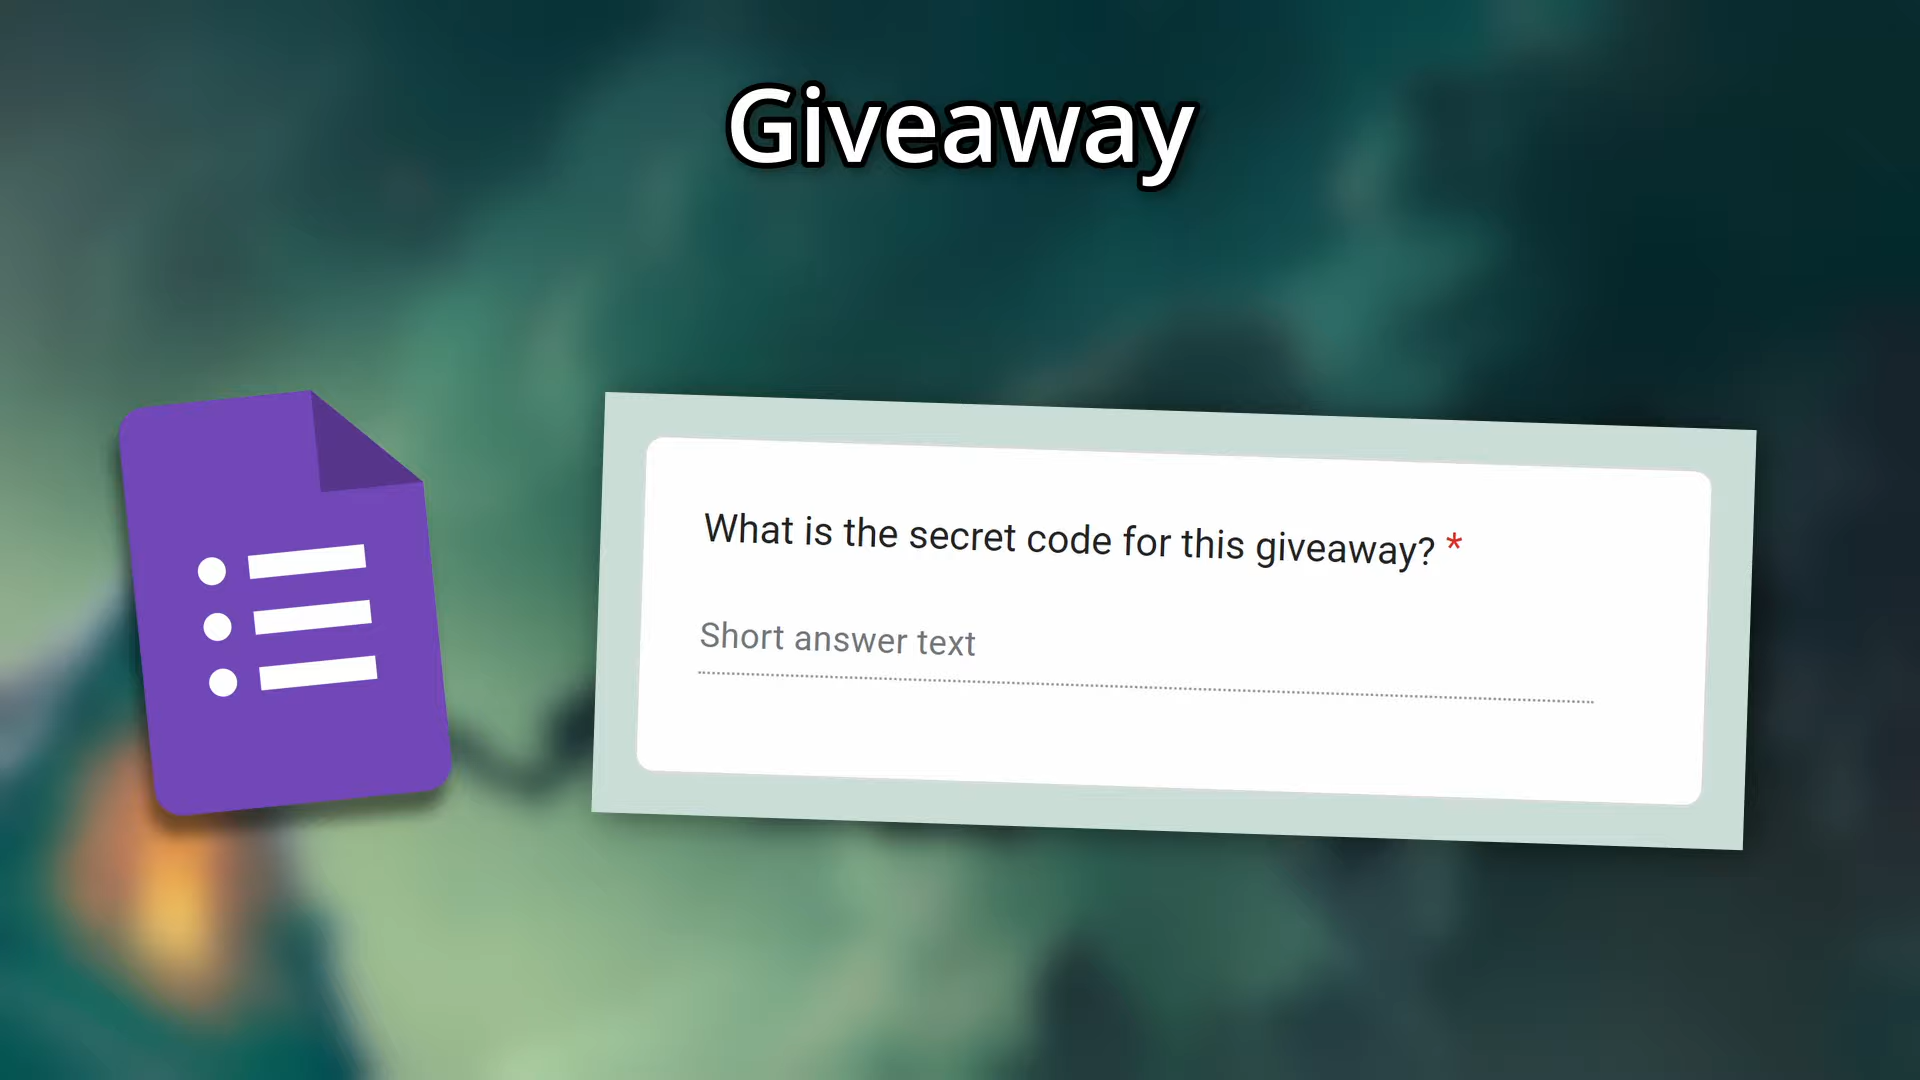 Giveaway
What is the secret code for this giveaway? *
Short answer text